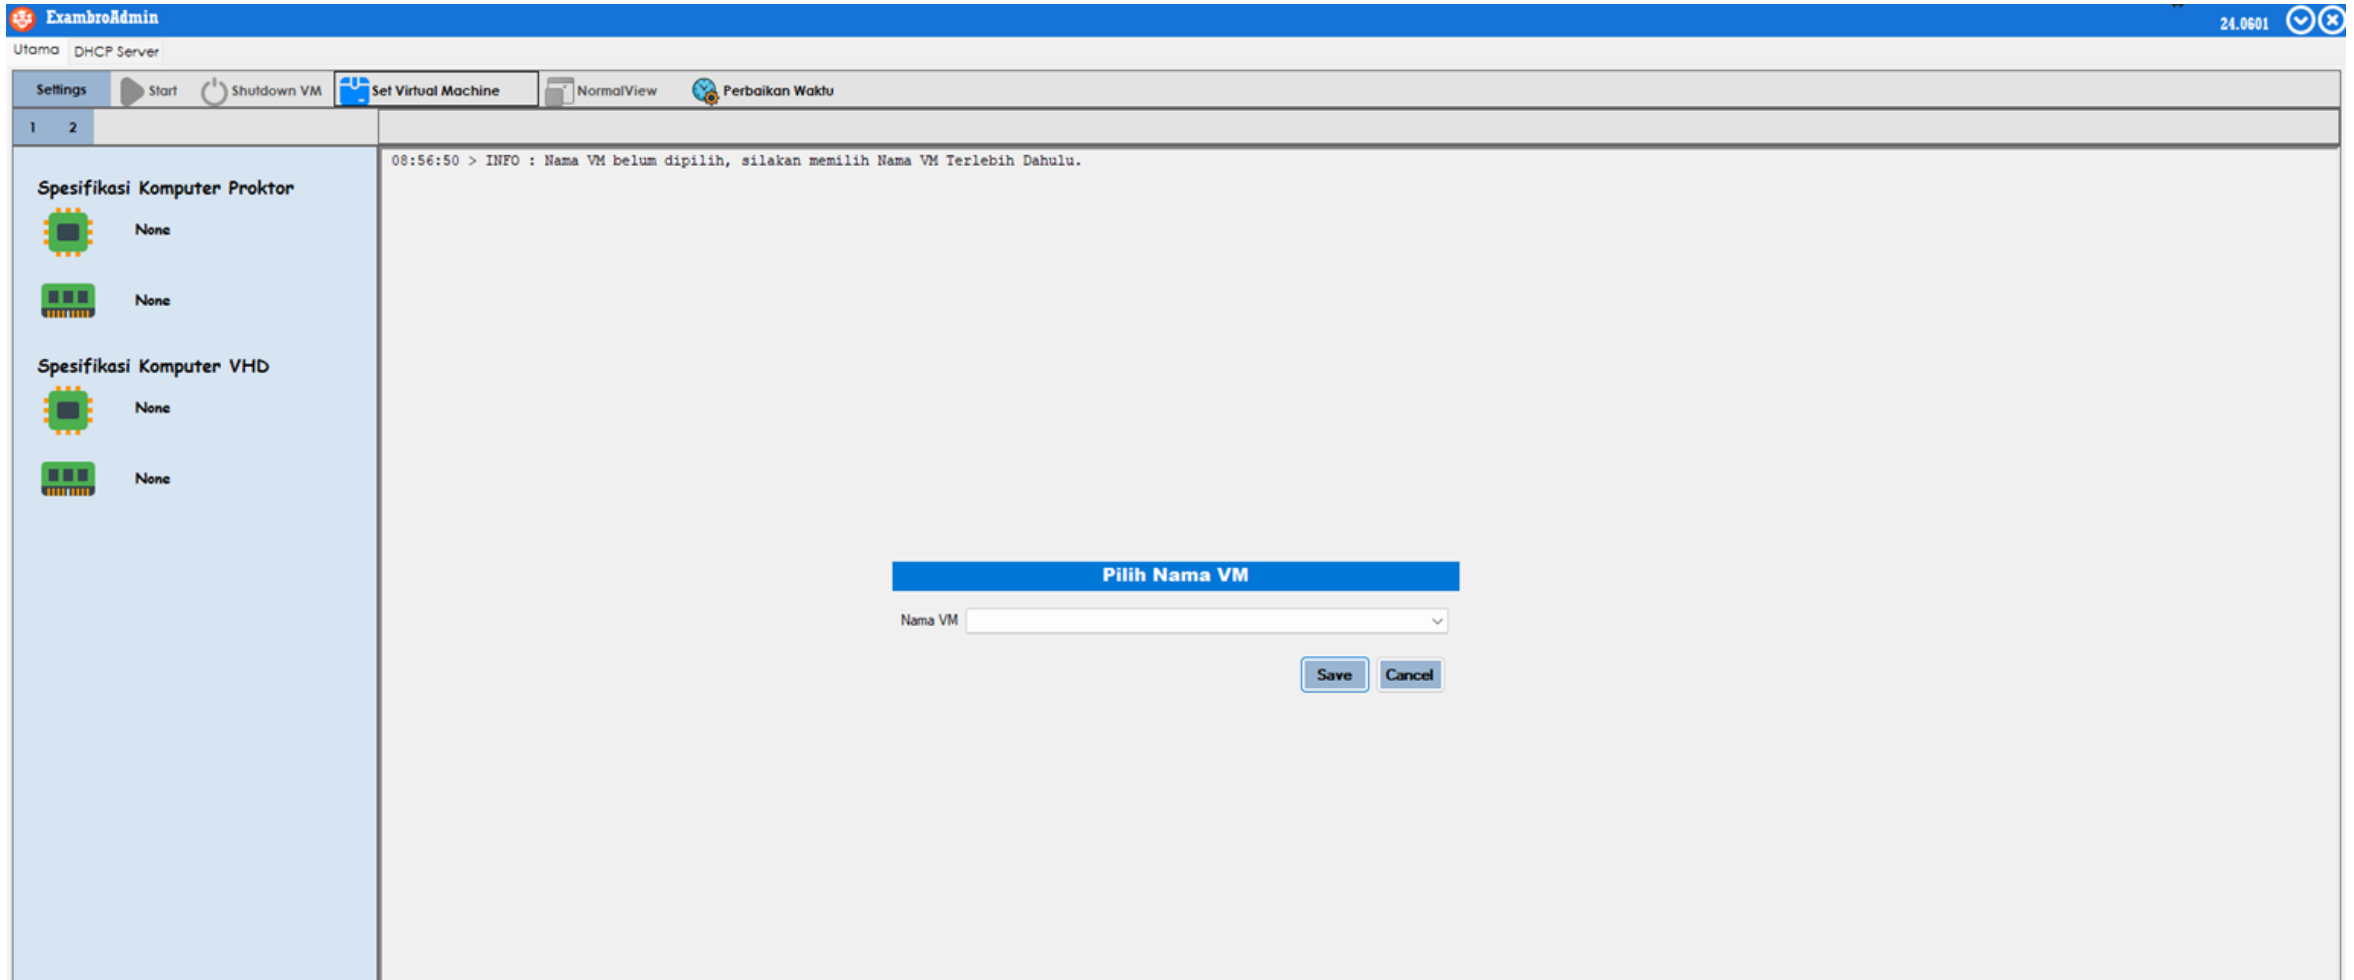 ExambroAdmin
24.0601
Utama DHCP Server
Settings Start Shutdown VM Set Virtual Machine NormalView Perbaikan Waktu
1 2
08:56:50 > INFO : Nama VM belum dipilih, silakan memilih Nama VM Terlebih Dahulu.
Spesifikasi Komputer Proktor
None
None
Spesifikasi Komputer VHD
None
None
Pilih Nama VM
Nama VM
Save Cancel